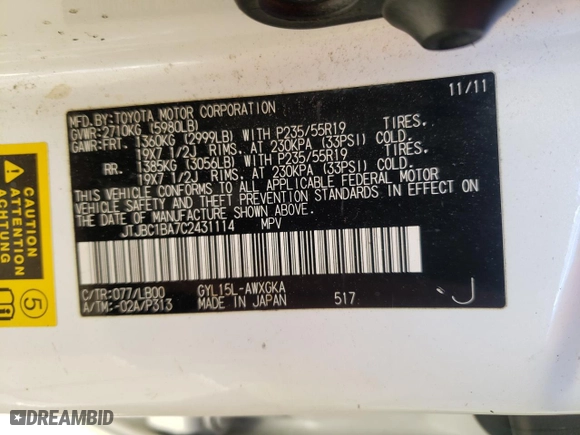 11/11
MFD.BY:TOYOTA MOTOR CORPORATION
GVWR:2710KG (5980LB)
GAWR:FRT. 1360KG (2999LB) WITH P235/55R19 TIRES.
19X7 1/2J RIMS, AT 230KPA (33PSI) COLD
RR. 1385KG (3056LB) WITH P235/55R19 TIRES.
19X7 1/2J RIMS, AT 230KPA (33PSI) COLD
THIS VEHICLE CONFORMS TO ALL APPLICABLE FEDERAL MOTOR
VEHICLE SAFETY AND THEFT PREVENTION STANDARDS IN EFFECT ON
THE DATE OF MANUFACTURE SHOWN ABOVE.
JTJBC1BA7C2431114 MPV
C/TR:077/LB00 GYL15L-AWXGKA
A/TM:-02A/P313 MADE IN JAPAN 517 J
CAUTION
ATTENTION
ACHTUNG
5
DREAMBID